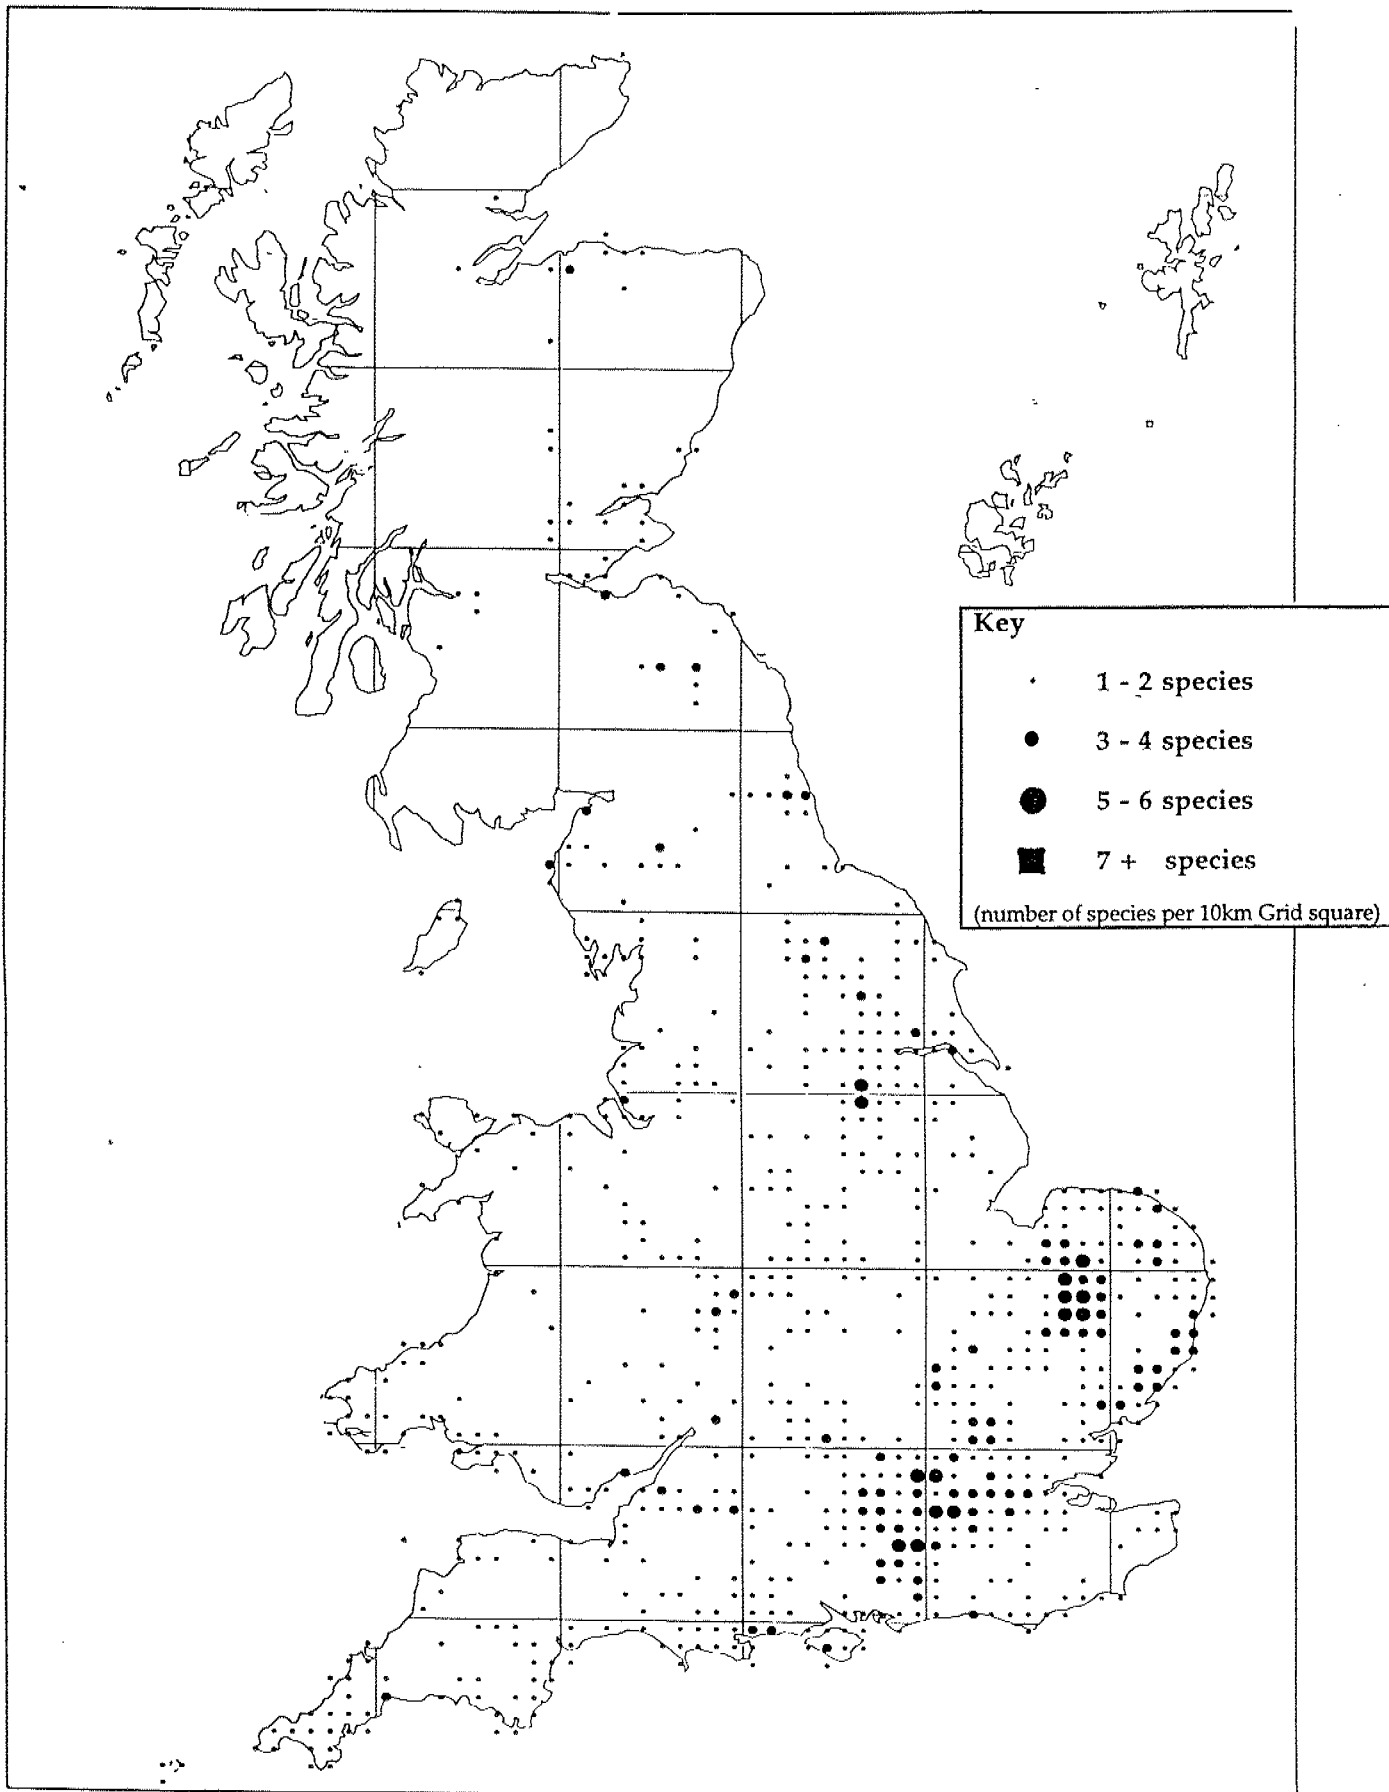 Key
1 - 2 species
3 - 4 species
5 - 6 species
7 + species
(number of species per 10km Grid square)